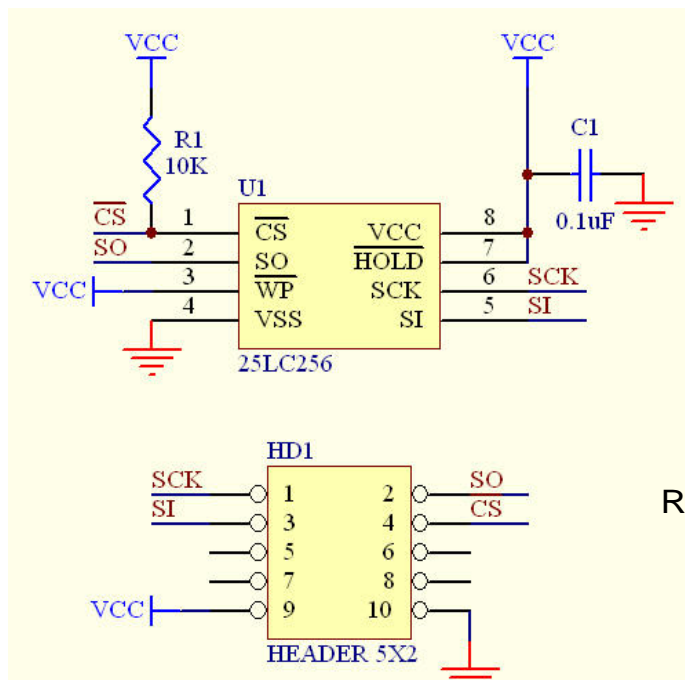 VCC
VCC
R1
10K
C1
0.1uF
U1
CS 1 CS VCC 8
SO 2 SO HOLD 7
VCC 3 WP SCK 6 SCK
4 VSS SI 5 SI
25LC256
HD1
SCK 1 2 SO
SI 3 4 CS
5 6
7 8
VCC 9 10
HEADER 5X2
R